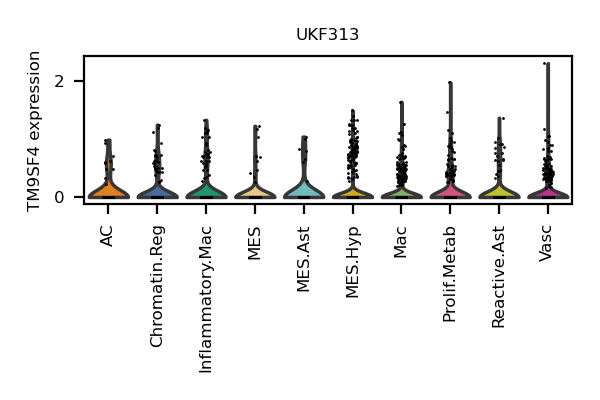 UKF313
TM9SF4 expression
2
0
AC
Chromatin.Reg
Inflammatory.Mac
MES
MES.Ast
MES.Hyp
Mac
Prolif.Metab
Reactive.Ast
Vasc